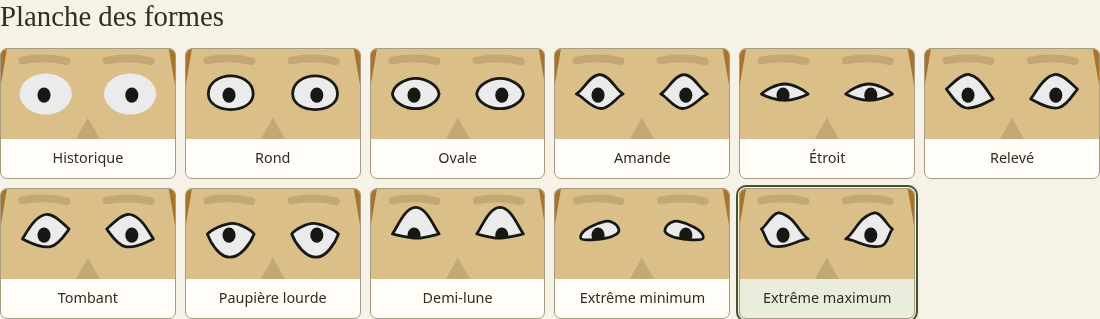 Planche des formes
Historique
Rond
Ovale
Amande
Étroit
Relevé
Tombant
Paupière lourde
Demi-lune
Extrême minimum
Extrême maximum